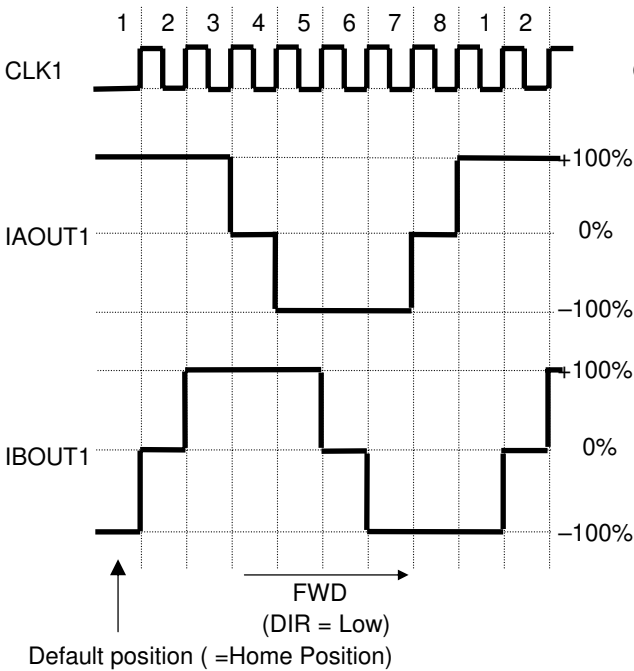 1 2 3 4 5 6 7 8 1 2
CLK1
+100%
IAOUT1
0%
–100%
+100%
IBOUT1
0%
–100%
FWD
(DIR = Low)
Default position ( =Home Position)